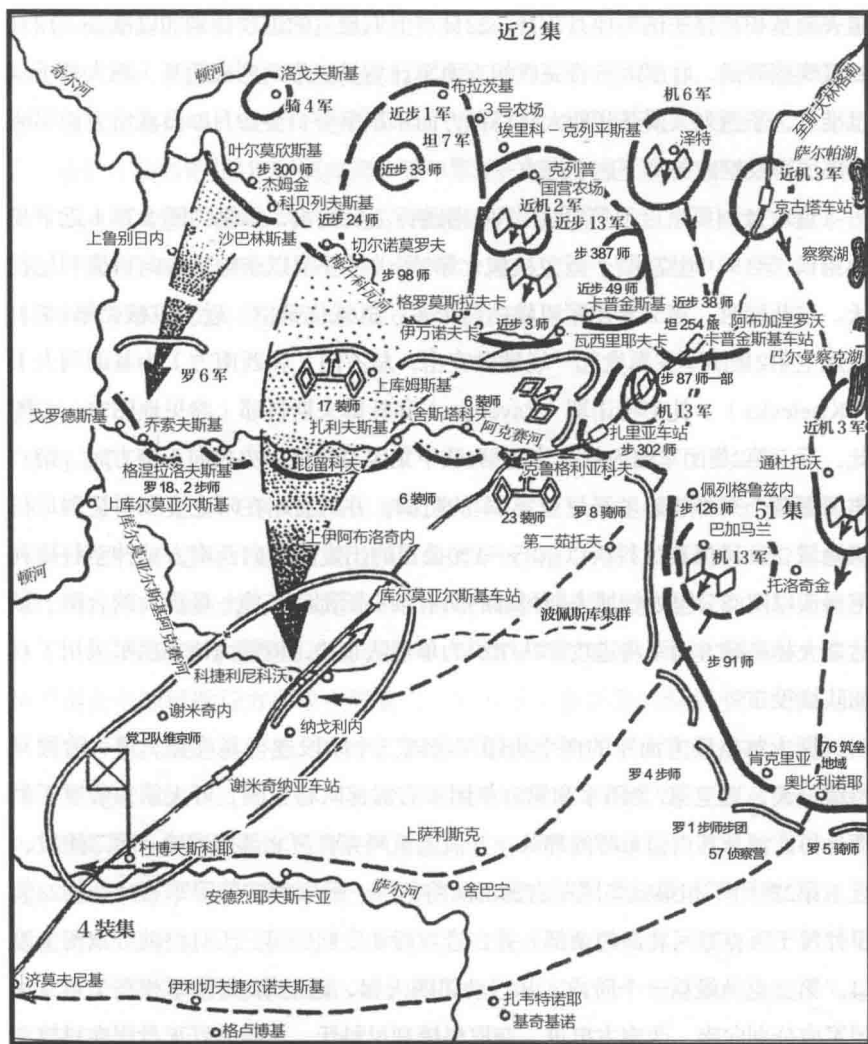 近2集
萨尔河
顿河
洛戈夫斯基
骑4军
布拉茨基
近步1军
坦7军
3号农场
埃里科—克列平斯基
机6军
泽特
至斯大林格勒
萨尔帕湖
近机3军
叶尔莫欣斯基
步300师
杰姆金
近步33师
科贝列夫斯基
近步24师
克列普
国营农场
近机2军
近步13军
京古塔车站
察察湖
上鲁别日内
沙巴林斯基
切尔诺莫罗夫
步98师
步387师
近步49师
格罗莫斯拉夫卡
伊万诺夫卡
近步3师
卡普金斯基
近步38师
瓦西里耶夫卡
坦254旅
阿布加里罗沃
卡普金斯基车站
巴尔曼察克湖
罗6军
17装师
上库姆斯基
6装师
步87师一部
机13军
近机3军
戈罗德斯基
乔素夫斯基
扎利夫斯基
舍斯塔科夫
阿克赛河
扎里亚车站
步302师
格涅拉洛夫斯基
比留科夫
克鲁格利亚科夫
通杜托沃
罗18、2步师
上库尔莫亚尔斯基
6装师
23装师
罗8骑师
佩列格鲁兹内
步126师
51集
上伊阿布洛奇内
第二茹托夫
巴加马兰
机13军
托洛奇金
顿河
库尔莫亚尔斯基阿克赛河
库尔莫亚尔斯基车站
波佩斯库集群
步91师
科捷利尼科沃
谢米奇内
纳戈利内
党卫队维京师
谢米奇纳亚车站
罗4步师
肯克里亚
76筑垒
地域
奥比利诺耶
罗1步师步团
罗5骑师
57侦察营
上萨利斯克
杜博夫斯科耶
安德烈耶夫斯卡亚
萨尔河
舍巴宁
4装集
济莫夫尼基
伊利切夫捷尔诺夫斯基
格卢博基
扎韦特诺耶
基奇基诺